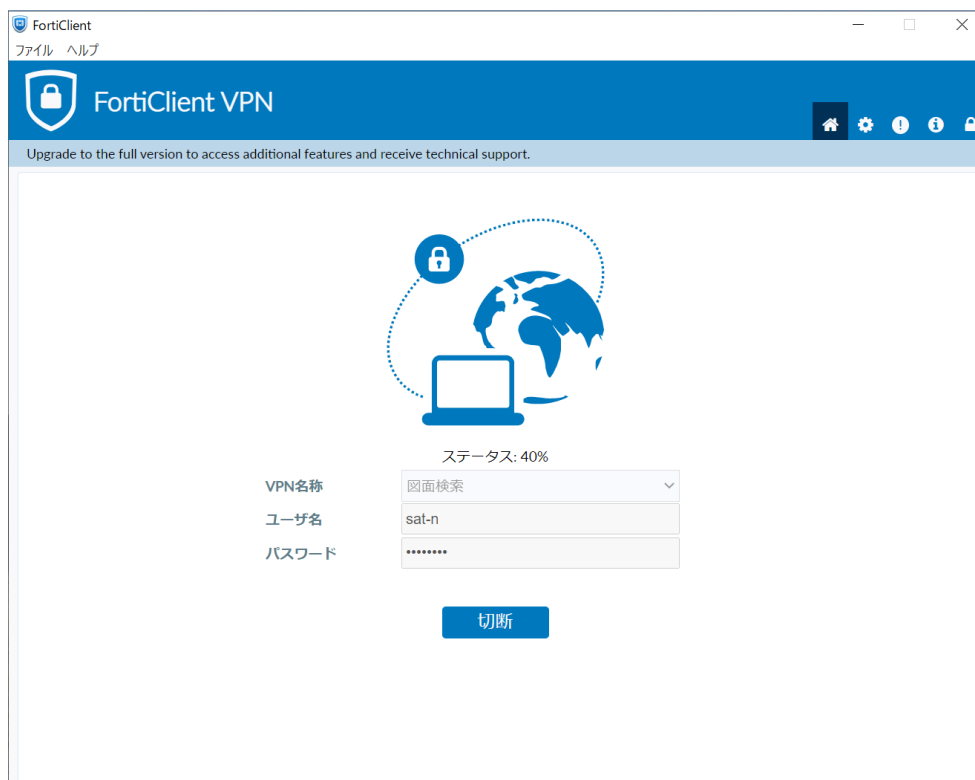 FortiClient
ファイル ヘルプ
FortiClient VPN
Upgrade to the full version to access additional features and receive technical support.
ステータス: 40%
VPN名称 図面検索
ユーザ名 sat-n
パスワード ••••••••
切断